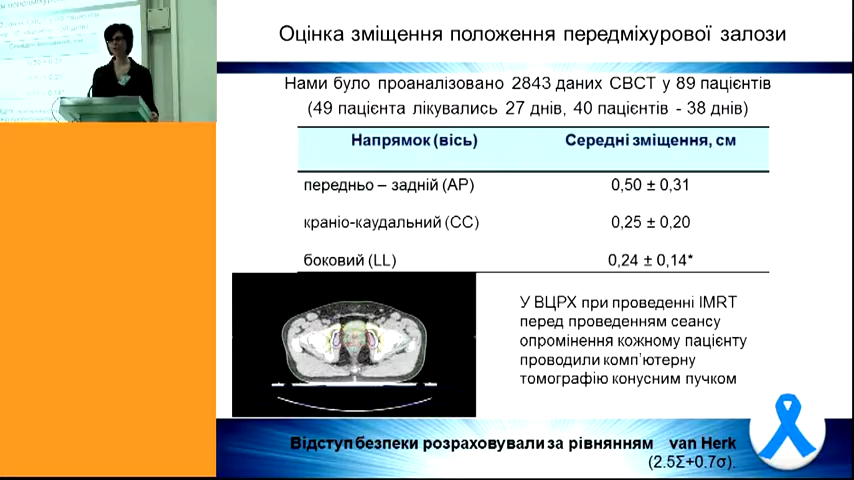 Оцінка зміщення положення передміхурової залози
Нами було проаналізовано 2843 даних СВСТ у 89 пацієнтів
(49 пацієнта лікувались 27 днів, 40 пацієнтів - 38 днів)
Напрямок (вісь) Середні зміщення, см
передньо – задній (АР) 0,50 ± 0,31
краніо-каудальний (СС) 0,25 ± 0,20
боковий (LL) 0,24 ± 0,14*
У ВЦРХ при проведенні IMRT
перед проведенням сеансу
опромінення кожному пацієнту
проводили комп’ютерну
томографію конусним пучком
Відступ безпеки розраховували за рівнянням van Herk
(2.5Σ+0.7σ).